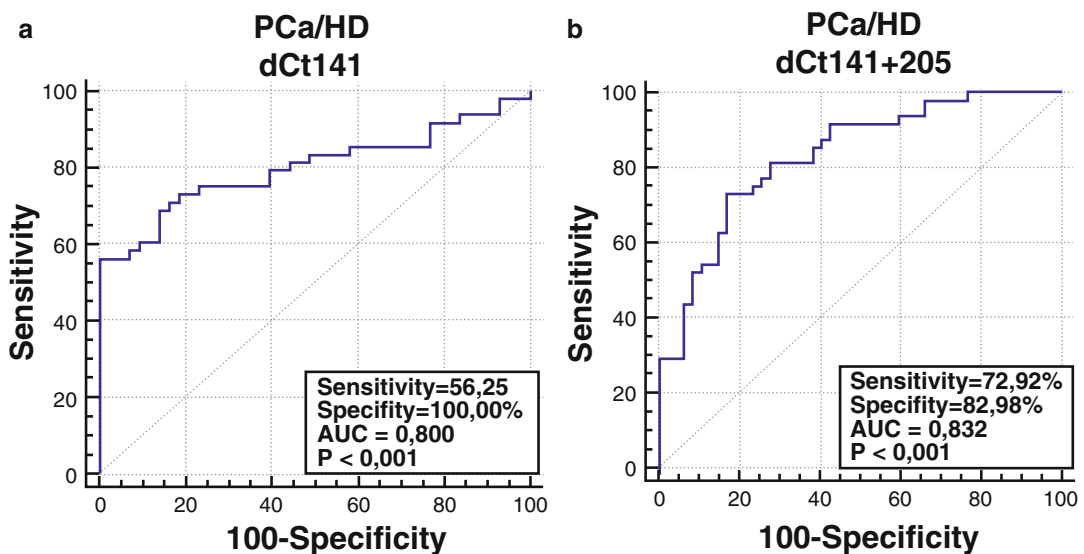 a
PCa/HD
dCt141
100
80
60
40
20
0
Sensitivity
Sensitivity=56,25
Specifity=100,00%
AUC = 0,800
P < 0,001
0
20
40
60
80
100
100-Specificity
b
PCa/HD
dCt141+205
100
80
60
40
20
0
Sensitivity
Sensitivity=72,92%
Specifity=82,98%
AUC = 0,832
P < 0,001
0
20
40
60
80
100
100-Specificity